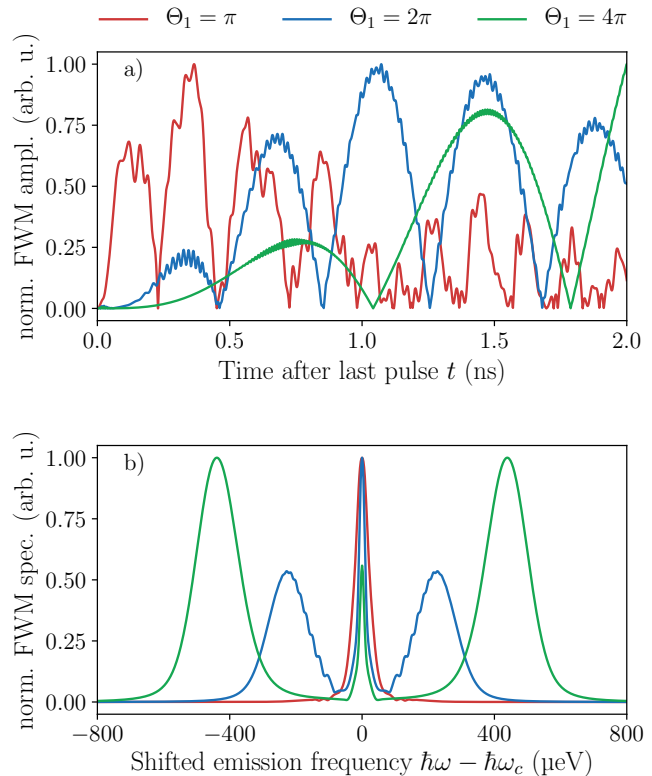 Θ₁ = π Θ₁ = 2π Θ₁ = 4π
a)
norm. FWM ampl. (arb. u.)
1.00
0.75
0.50
0.25
0.00
0.0 0.5 1.0 1.5 2.0
Time after last pulse t (ns)
b)
norm. FWM spec. (arb. u.)
1.00
0.75
0.50
0.25
0.00
−800 −400 0 400 800
Shifted emission frequency ℏω − ℏω_c (µeV)